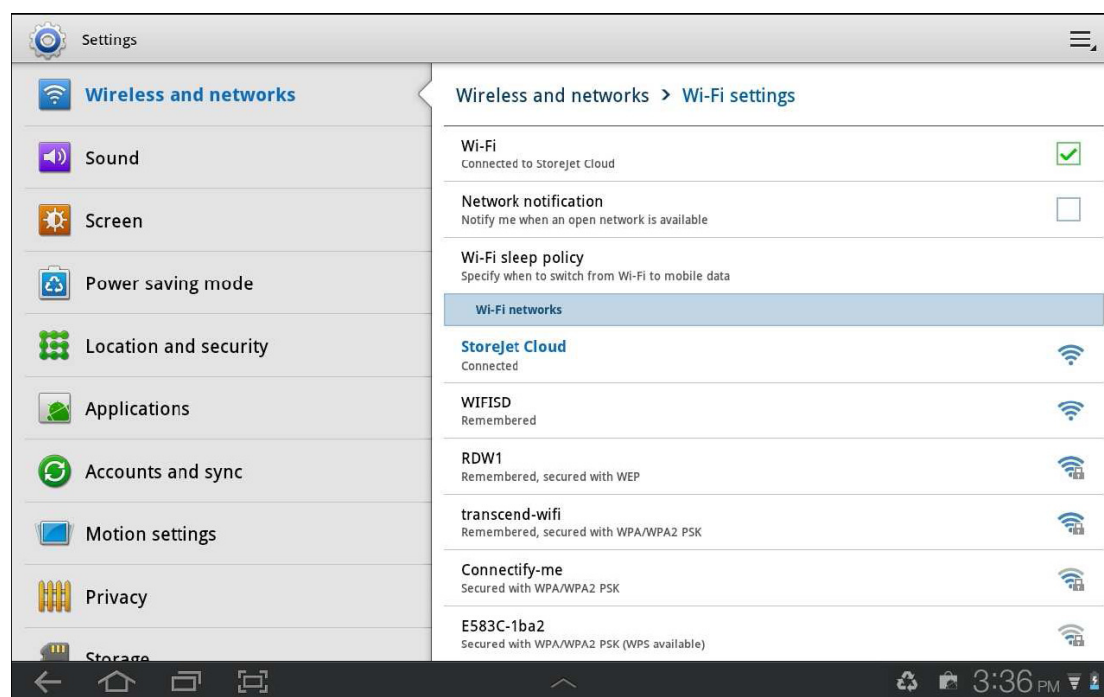 Settings
Wireless and networks
Sound
Screen
Power saving mode
Location and security
Applications
Accounts and sync
Motion settings
Privacy
Storage
Wireless and networks > Wi-Fi settings
Wi-Fi
Connected to StoreJet Cloud
Network notification
Notify me when an open network is available
Wi-Fi sleep policy
Specify when to switch from Wi-Fi to mobile data
Wi-Fi networks
StoreJet Cloud
Connected
WIFISD
Remembered
RDW1
Remembered, secured with WEP
transcend-wifi
Remembered, secured with WPA/WPA2 PSK
Connectify-me
Secured with WPA/WPA2 PSK
E583C-1ba2
Secured with WPA/WPA2 PSK (WPS available)
3:36 PM